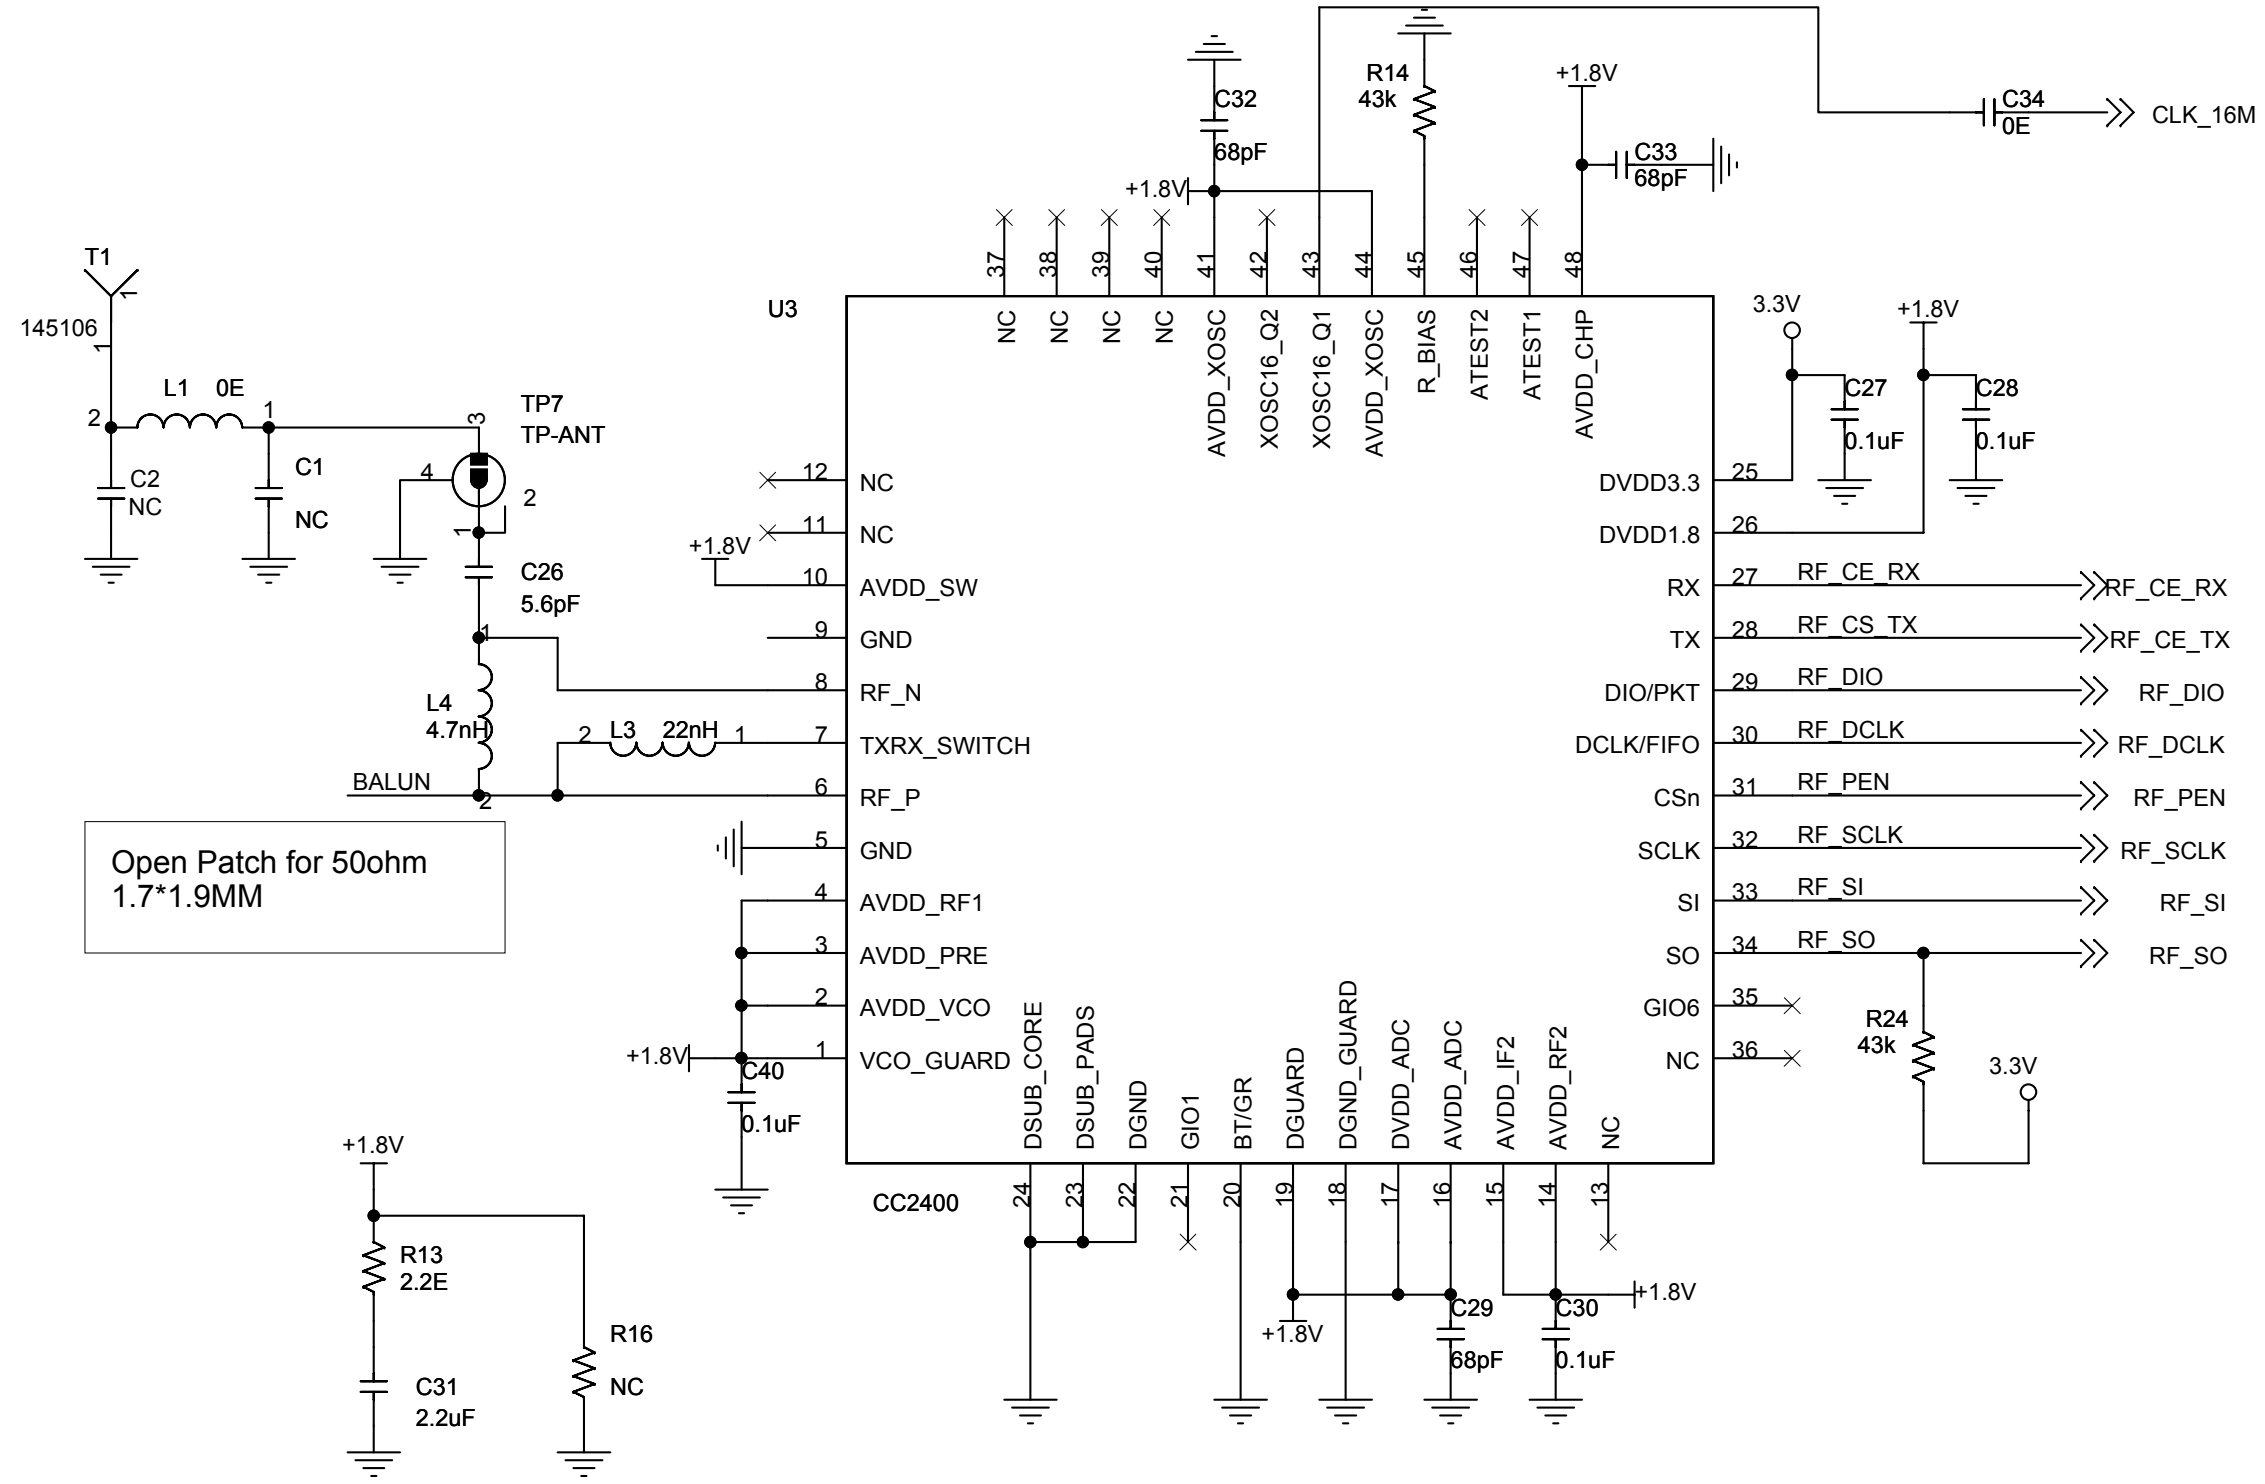 C32
68pF
+1.8V
R14
43k
+1.8V
C33
68pF
C34
0E
CLK_16M
37
38
39
40
41
42
43
44
45
46
47
48
NC
NC
NC
NC
AVDD_XOSC
XOSC16_Q2
XOSC16_Q1
AVDD_XOSC
R_BIAS
ATEST2
ATEST1
AVDD_CHP
U3
T1
1
145106
1
L1 0E
2
1
C2
NC
C1
NC
TP7
TP-ANT
3
4
2
1
C26
5.6pF
1
L4
4.7nH
2
L3 22nH
2
1
BALUN
Open Patch for 50ohm
1.7*1.9MM
12 NC
11 NC
+1.8V
10 AVDD_SW
9 GND
8 RF_N
7 TXRX_SWITCH
6 RF_P
5 GND
4 AVDD_RF1
3 AVDD_PRE
2 AVDD_VCO
+1.8V
1 VCO_GUARD
C40
0.1uF
3.3V
+1.8V
C27
0.1uF
C28
0.1uF
DVDD3.3 25
DVDD1.8 26
RX 27 RF_CE_RX RF_CE_RX
TX 28 RF_CS_TX RF_CE_TX
DIO/PKT 29 RF_DIO RF_DIO
DCLK/FIFO 30 RF_DCLK RF_DCLK
CSn 31 RF_PEN RF_PEN
SCLK 32 RF_SCLK RF_SCLK
SI 33 RF_SI RF_SI
SO 34 RF_SO RF_SO
GIO6 35
NC 36
R24
43k
3.3V
DSUB_CORE
DSUB_PADS
DGND
GIO1
BT/GR
DGUARD
DGND_GUARD
DVDD_ADC
AVDD_ADC
AVDD_IF2
AVDD_RF2
NC
CC2400
24
23
22
21
20
19
18
17
16
15
14
13
+1.8V
C29
68pF
C30
0.1uF
+1.8V
+1.8V
R13
2.2E
C31
2.2uF
R16
NC